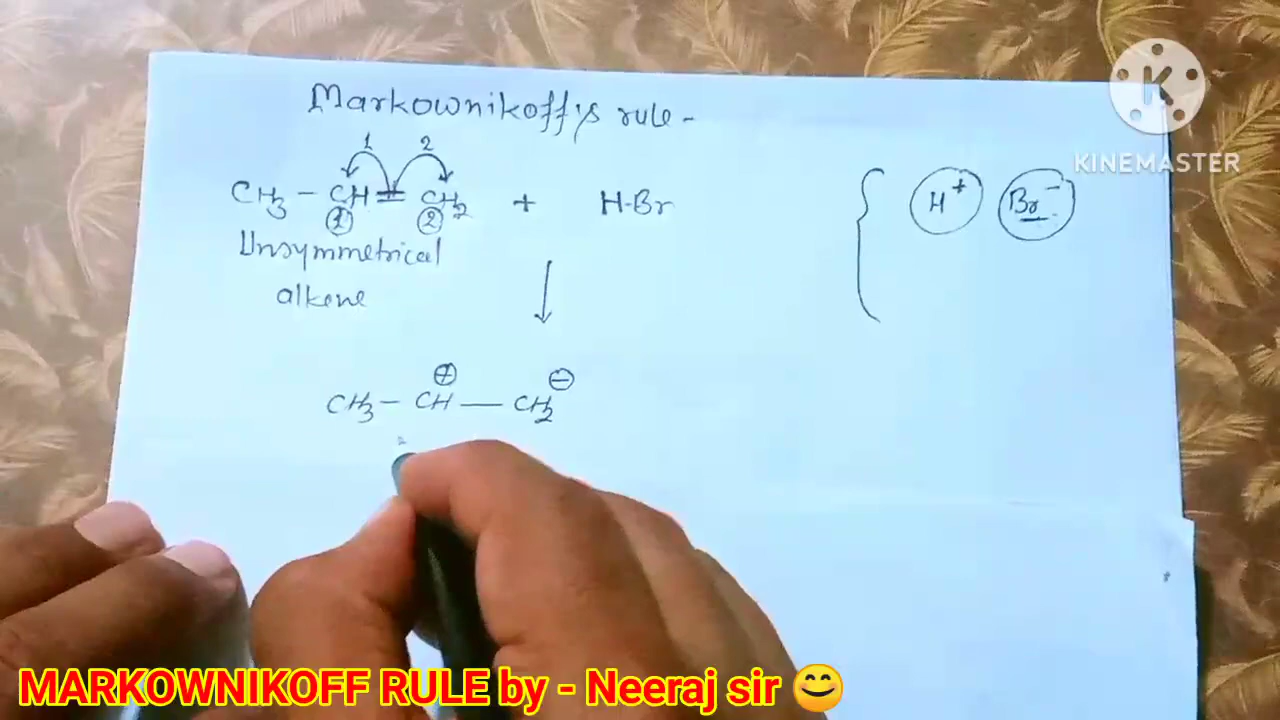 Markownikoff's rule -
1 2
CH3 - CH = CH2 + H-Br
1 2
Unsymmetrical
alkene
{ H+ Br-
⊕ ⊖
CH3 - CH — CH2
KINEMASTER
MARKOWNIKOFF RULE by - Neeraj sir 😊